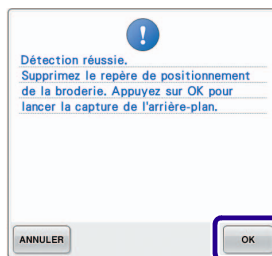 Détection réussie.
Supprimez le repère de positionnement
de la broderie. Appuyez sur OK pour
lancer la capture de l'arrière-plan.
ANNULER
OK